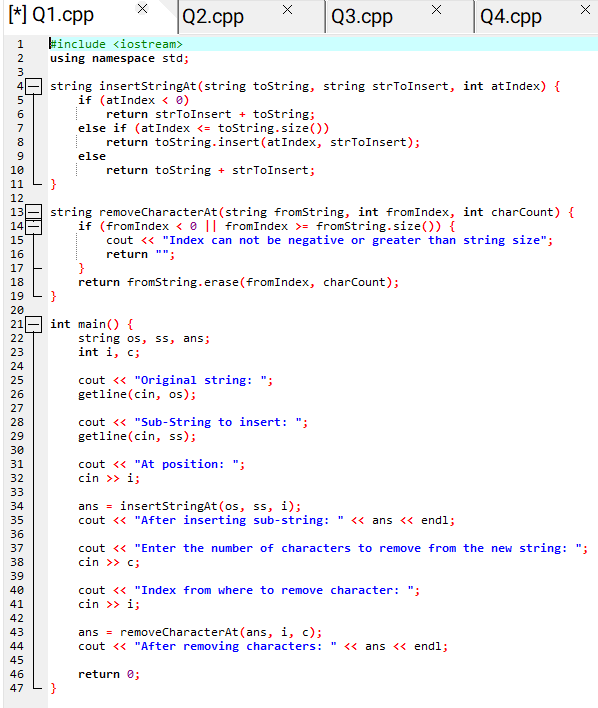 [*] Q1.cpp × Q2.cpp × Q3.cpp × Q4.cpp ×
1 #include <iostream>
2 using namespace std;
3
4 string insertStringAt(string toString, string strToInsert, int atIndex) {
5     if (atIndex < 0)
6         return strToInsert + toString;
7     else if (atIndex <= toString.size())
8         return toString.insert(atIndex, strToInsert);
9     else
10         return toString + strToInsert;
11 }
12
13 string removeCharacterAt(string fromString, int fromIndex, int charCount) {
14     if (fromIndex < 0 || fromIndex >= fromString.size()) {
15         cout << "Index can not be negative or greater than string size";
16         return "";
17     }
18     return fromString.erase(fromIndex, charCount);
19 }
20
21 int main() {
22     string os, ss, ans;
23     int i, c;
24
25     cout << "Original string: ";
26     getline(cin, os);
27
28     cout << "Sub-String to insert: ";
29     getline(cin, ss);
30
31     cout << "At position: ";
32     cin >> i;
33
34     ans = insertStringAt(os, ss, i);
35     cout << "After inserting sub-string: " << ans << endl;
36
37     cout << "Enter the number of characters to remove from the new string: ";
38     cin >> c;
39
40     cout << "Index from where to remove character: ";
41     cin >> i;
42
43     ans = removeCharacterAt(ans, i, c);
44     cout << "After removing characters: " << ans << endl;
45
46     return 0;
47 }